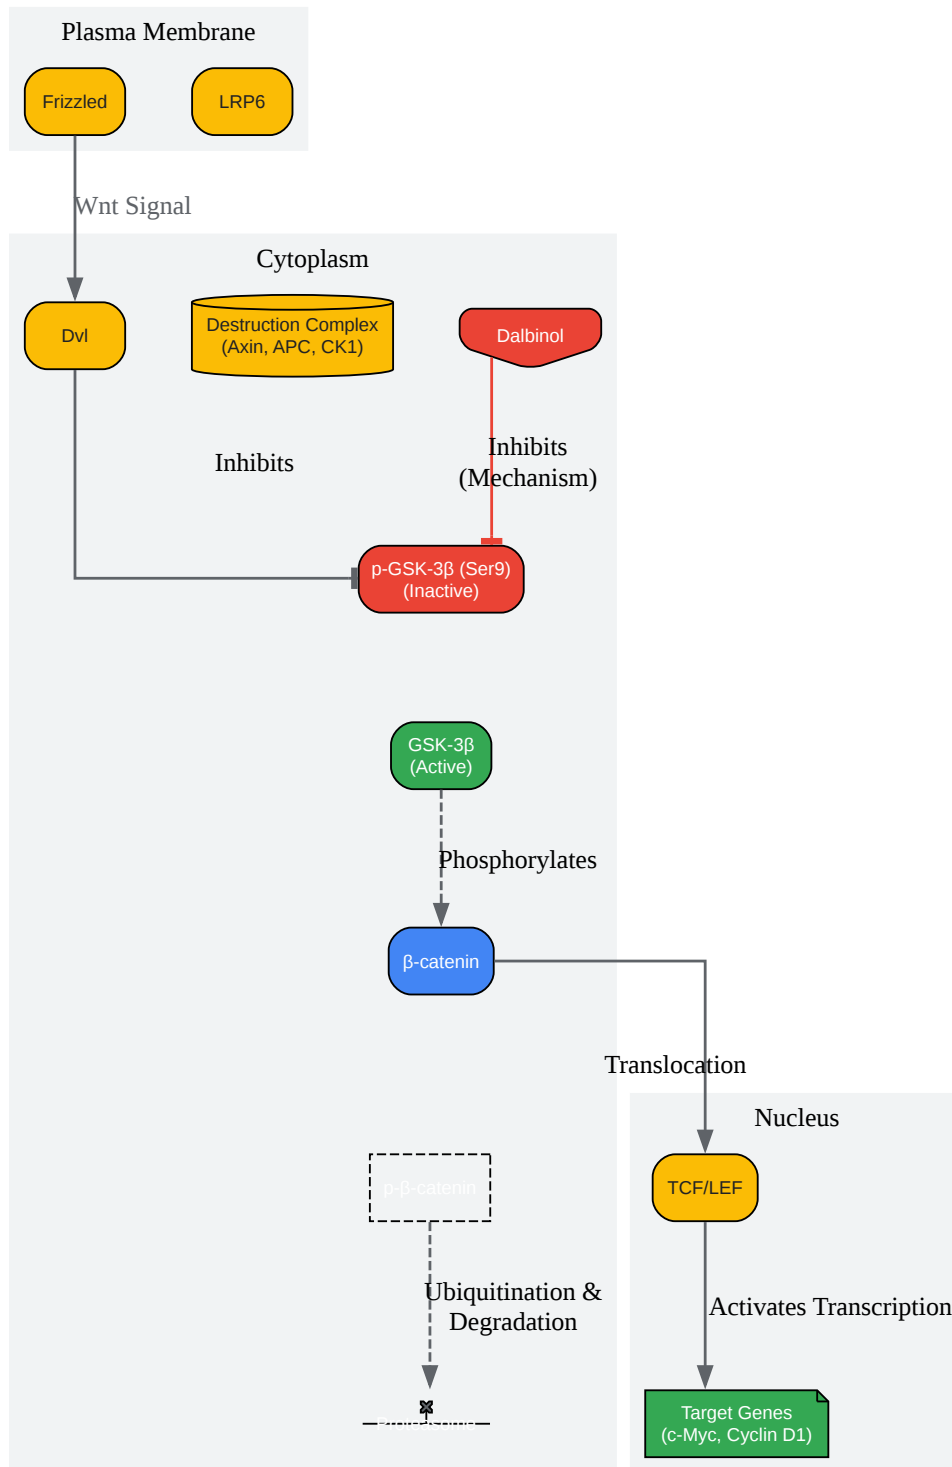 Plasma Membrane
Frizzled
LRP6
Wnt Signal
Cytoplasm
Dvl
Destruction Complex
(Axin, APC, CK1)
Dalbinol
Inhibits
Inhibits
(Mechanism)
p-GSK-3β (Ser9)
(Inactive)
GSK-3β
(Active)
Phosphorylates
β-catenin
Translocation
Nucleus
p-β-catenin
TCF/LEF
Ubiquitination &
Degradation
Activates Transcription
Proteasome
Target Genes
(c-Myc, Cyclin D1)